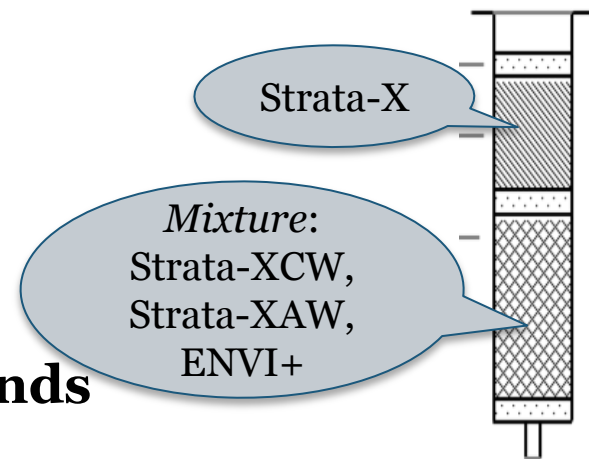 Strata-X
Mixture:
Strata-XCW,
Strata-XAW,
ENVI+
nds